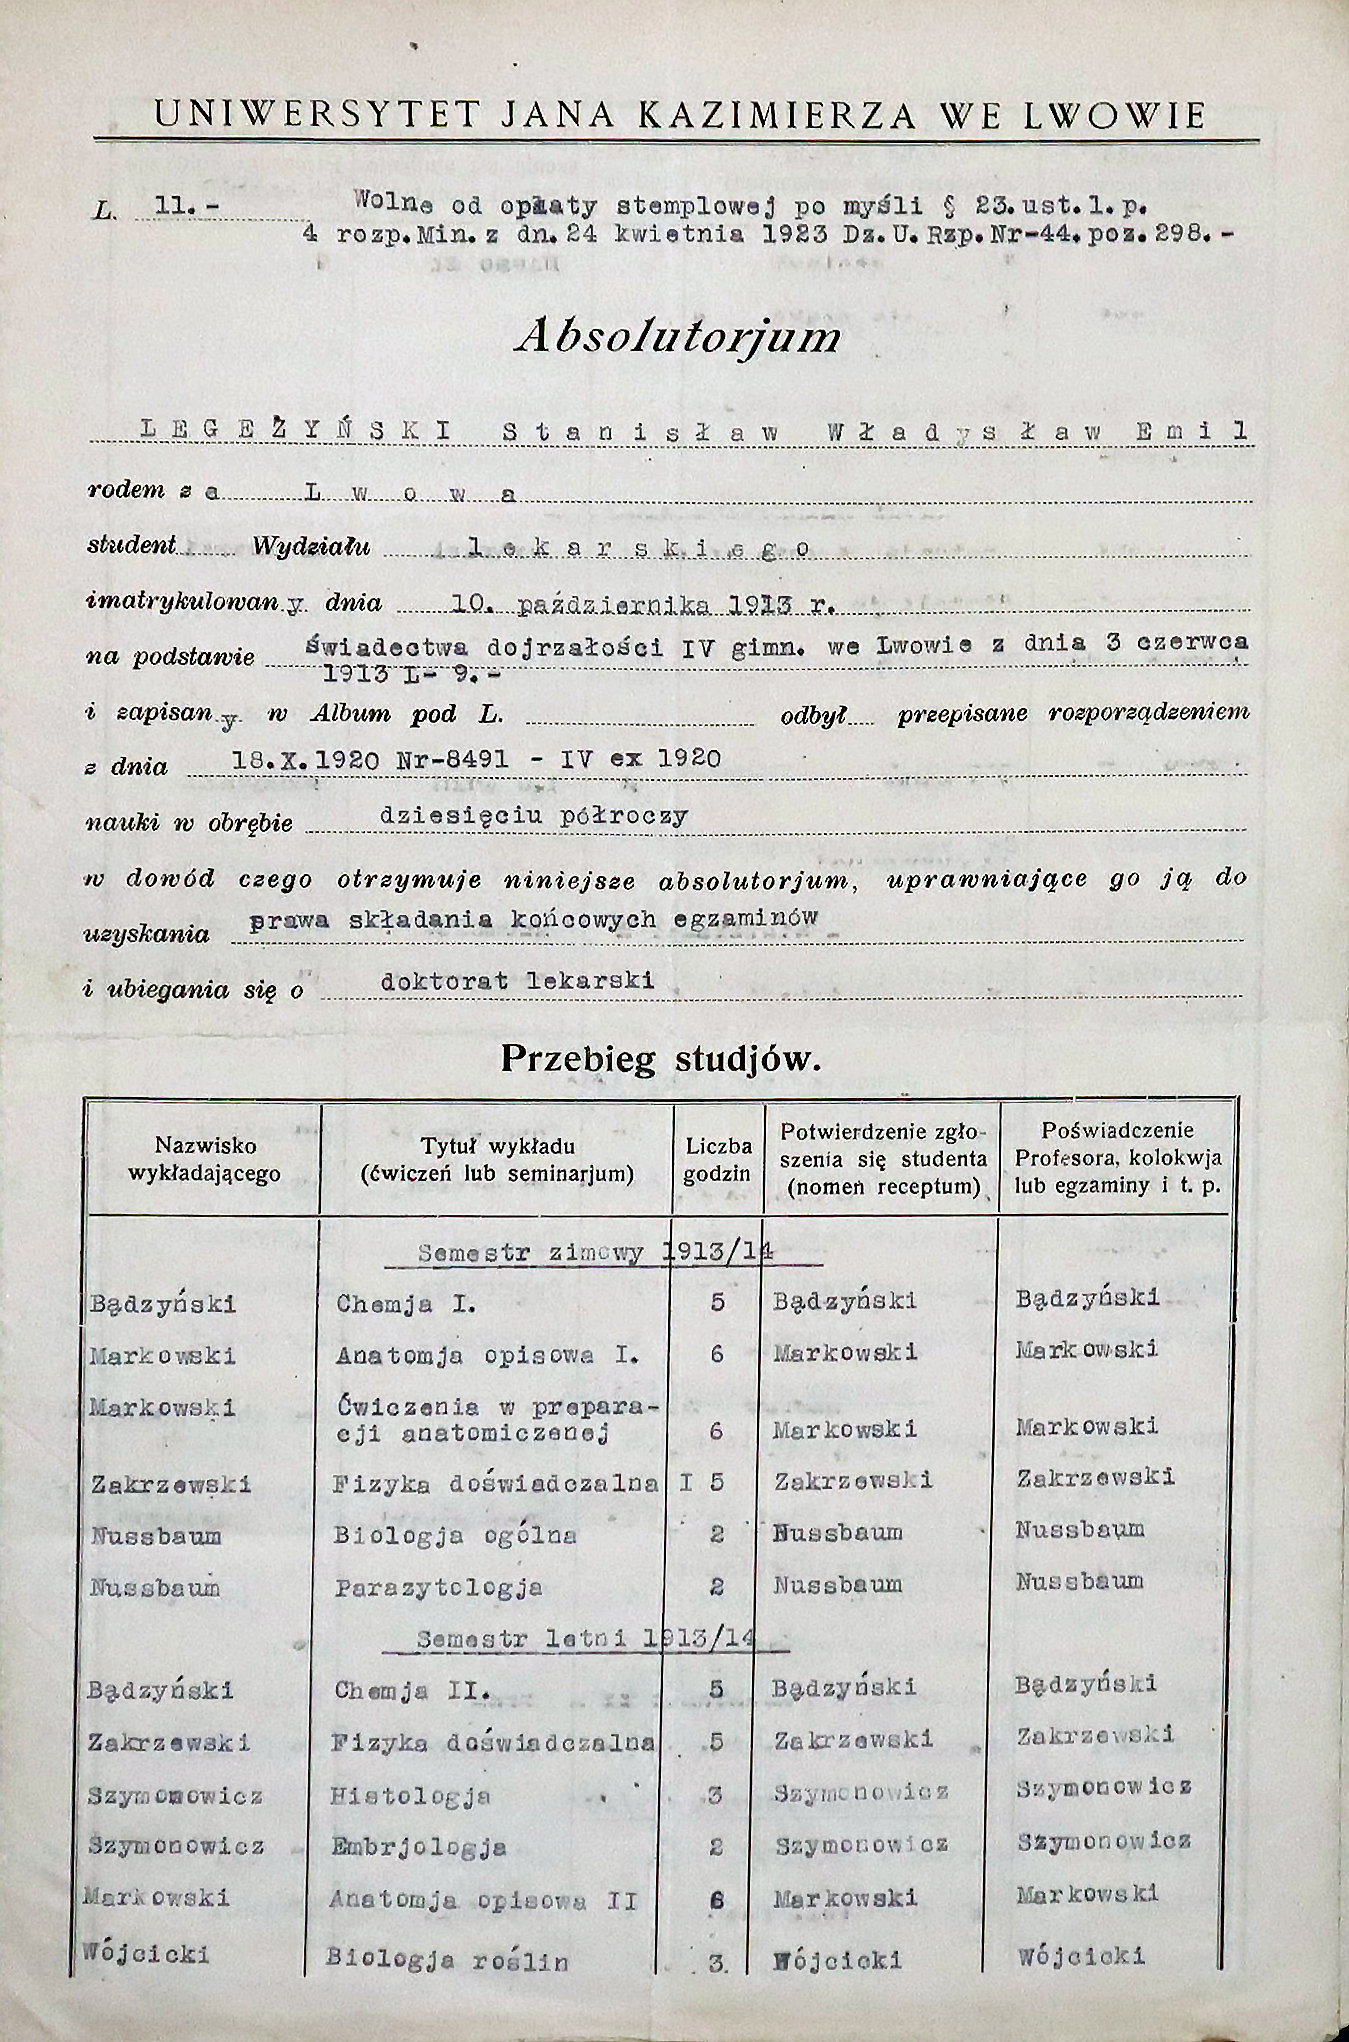 UNIWERSYTET JANA KAZIMIERZA WE LWOWIE
L. 11.- Wolne od opłaty stemplowej po myśli § 23.ust.1.p.
4 rozp.Min.z dn.24 kwietnia 1923 Dz.U.Rzp.Nr-44.poz.298.-
Absolutorjum
LEGEŻYŃSKI Stanisław Władysław Emil
rodem z e Lwowa
student Wydziału lekarskiego
imatrykulowan y. dnia 10. października 1913 r.
na podstawie świadectwa dojrzałości IV gimn. we Lwowie z dnia 3 czerwca
1913 L- 9.-
i zapisan y. w Album pod L. odbył przepisane rozporządzeniem
z dnia 18.X.1920 Nr-8491 - IV ex 1920
nauki w obrębie dziesięciu półroczy
w dowód czego otrzymuje niniejsze absolutorjum, uprawniające go ją do
uzyskania prawa składania końcowych egzaminów
i ubiegania się o doktorat lekarski
Przebieg studjów.
Nazwisko wykładającego Tytuł wykładu (ćwiczeń lub seminarjum) Liczba godzin Potwierdzenie zgło-szenia się studenta (nomen receptum) Poświadczenie Profesora, kolokwja lub egzaminy i t. p.
Semestr zimowy 1913/14
Bądzyński Chemja I. 5 Bądzyński Bądzyński
Markowski Anatomja opisowa I. 6 Markowski Markowski
Markowski Ćwiczenia w prepara-
cji anatomiczenej 6 Markowski Markowski
Zakrzewski Fizyka doświadczalna I 5 Zakrzewski Zakrzewski
Nussbaum Biologja ogólna 2 Nussbaum Nussbaum
Nussbaum Parazytologja 2 Nussbaum Nussbaum
Semestr letni 1913/14
Bądzyński Chemja II. 5 Bądzyński Bądzyński
Zakrzewski Fizyka doświadczalna 5 Zakrzewski Zakrzewski
Szymonowicz Histologja 3 Szymonowicz Szymonowicz
Szymonowicz Embrjologja 2 Szymonowicz Szymonowicz
Markowski Anatomja opisowa II 6 Markowski Markowski
Wójcicki Biologja roślin 3. Wójcicki Wójcicki